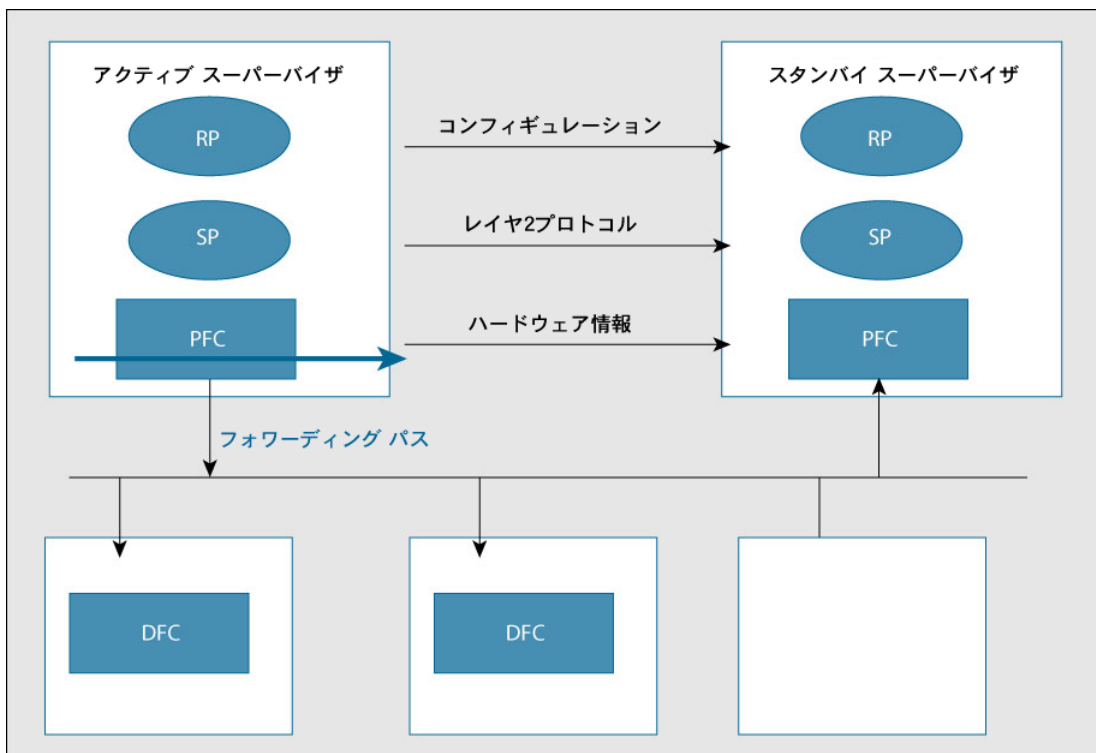 アクティブ スーパーバイザ
スタンバイ スーパーバイザ
RP
コンフィギュレーション
RP
SP
レイヤ2プロトコル
SP
PFC
ハードウェア情報
PFC
フォワーディング パス
DFC
DFC